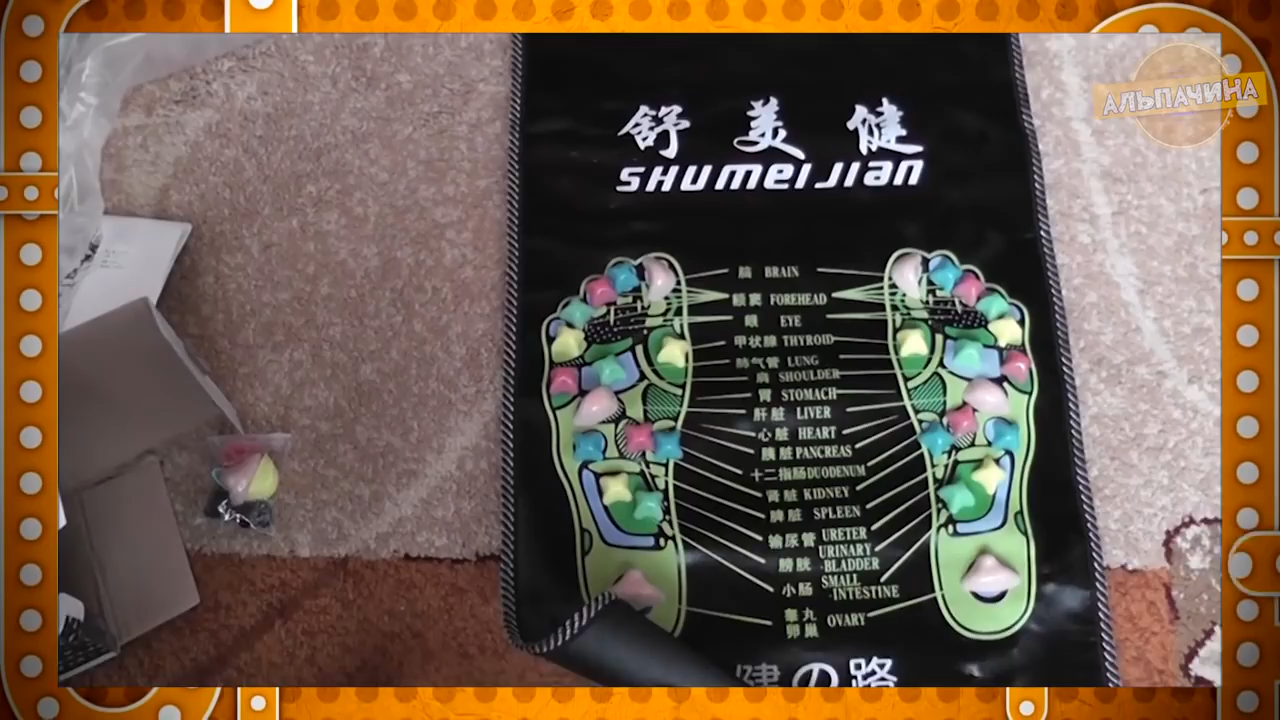 АЛЬПАЧИНА
舒美健
SHUMEIJIAN
脑 BRAIN
额窦 FOREHEAD
眼 EYE
甲状腺 THYROID
肺气管 LUNG
肩 SHOULDER
胃 STOMACH
肝脏 LIVER
心脏 HEART
胰脏 PANCREAS
十二指肠 DUODENUM
肾脏 KIDNEY
脾脏 SPLEEN
输尿管 URETER
膀胱 URINARY
-BLADDER
小肠 SMALL
-INTESTINE
睾丸
卵巢 OVARY
健の路